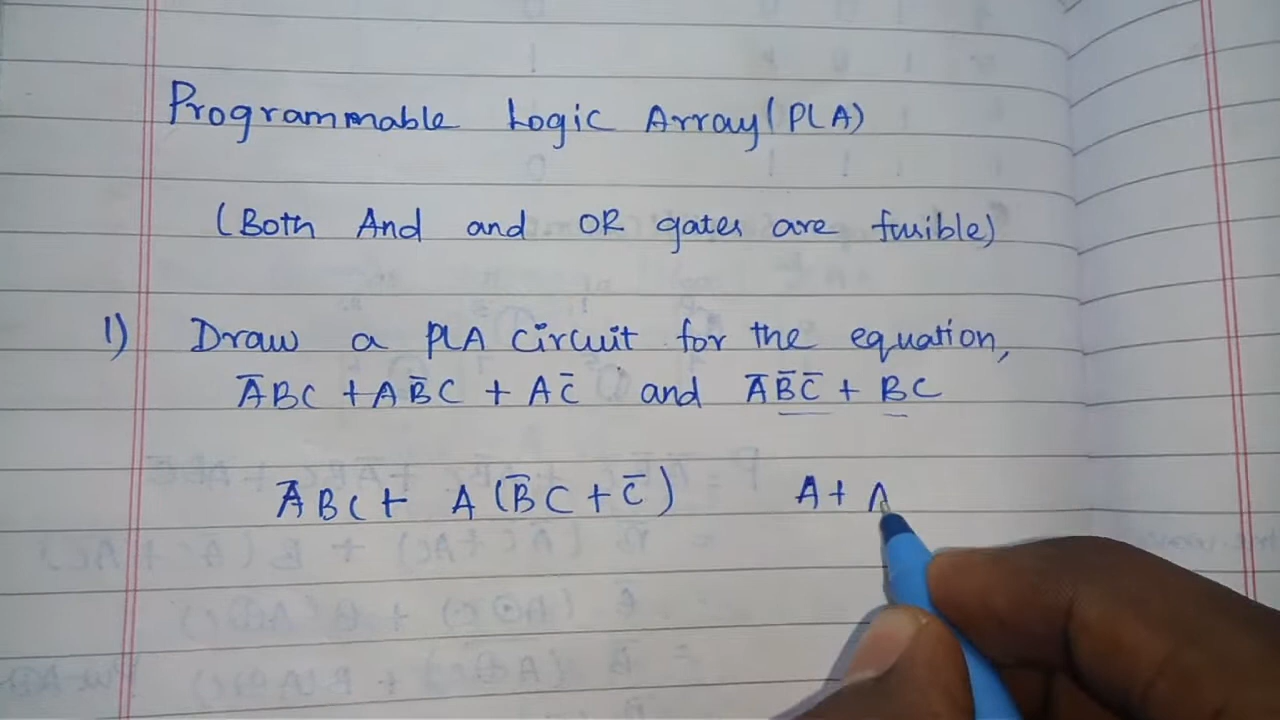 Programmable Logic Array (PLA)
(Both And and OR gates are fusible)
1) Draw a PLA circuit for the equation,
A̅BC + AB̅C + AC̅ and A̅B̅C̅ + BC
A̅BC + A(B̅C + C̅) A + A